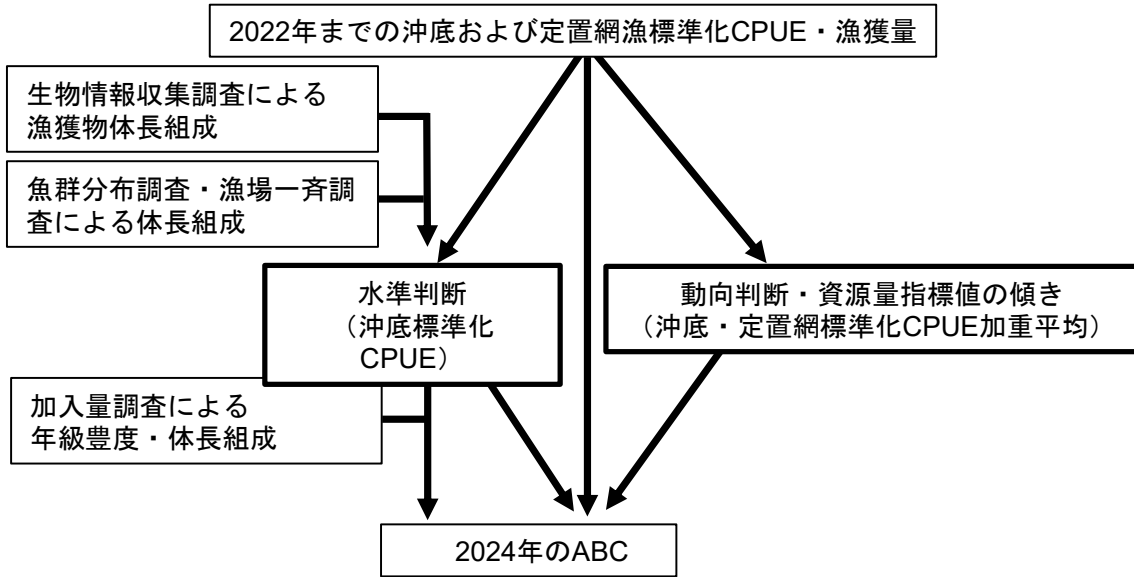 2022年までの沖底および定置網漁標準化CPUE・漁獲量
生物情報収集調査による
漁獲物体長組成
魚群分布調査・漁場一斉調
査による体長組成
水準判断
（沖底標準化
CPUE）
動向判断・資源量指標値の傾き
（沖底・定置網標準化CPUE加重平均）
加入量調査による
年級豊度・体長組成
2024年のABC